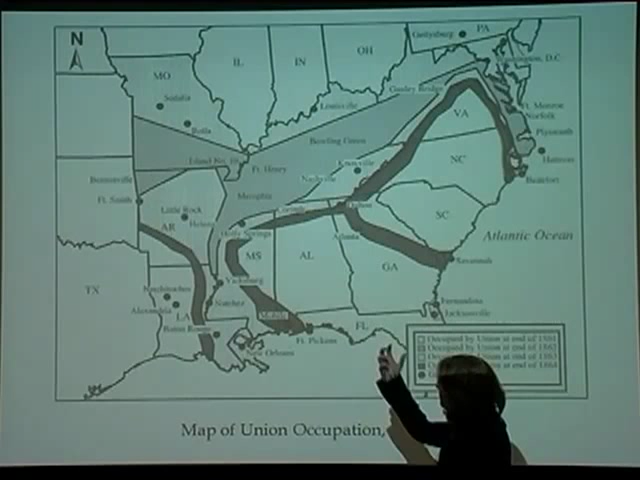 N
PA
Gettysburg
OH
IL
IN
Washington, D.C.
MO
Gauley Bridge
Sedalia
Louisville
Ft. Monroe
VA
Norfolk
Rolla
Plymouth
Bowling Green
Island No. 10
Ft. Henry
Knoxville
NC
Hatteras
Bentonville
Nashville
Beaufort
Memphis
Ft. Smith
Little Rock
Corinth
Dalton
SC
AR
Helena
Holly Springs
Atlanta
Atlantic Ocean
MS
AL
GA
Savannah
TX
Vicksburg
Natchitoches
Natchez
Fernandina
Alexandria
LA
Mobile
Jacksonville
Baton Rouge
FL
Ft. Pickens
New Orleans
Occupied by Union at end of 1861
Occupied by Union at end of 1862
Occupied by Union at end of 1863
Occupied by Union at end of 1864
Map of Union Occupation,